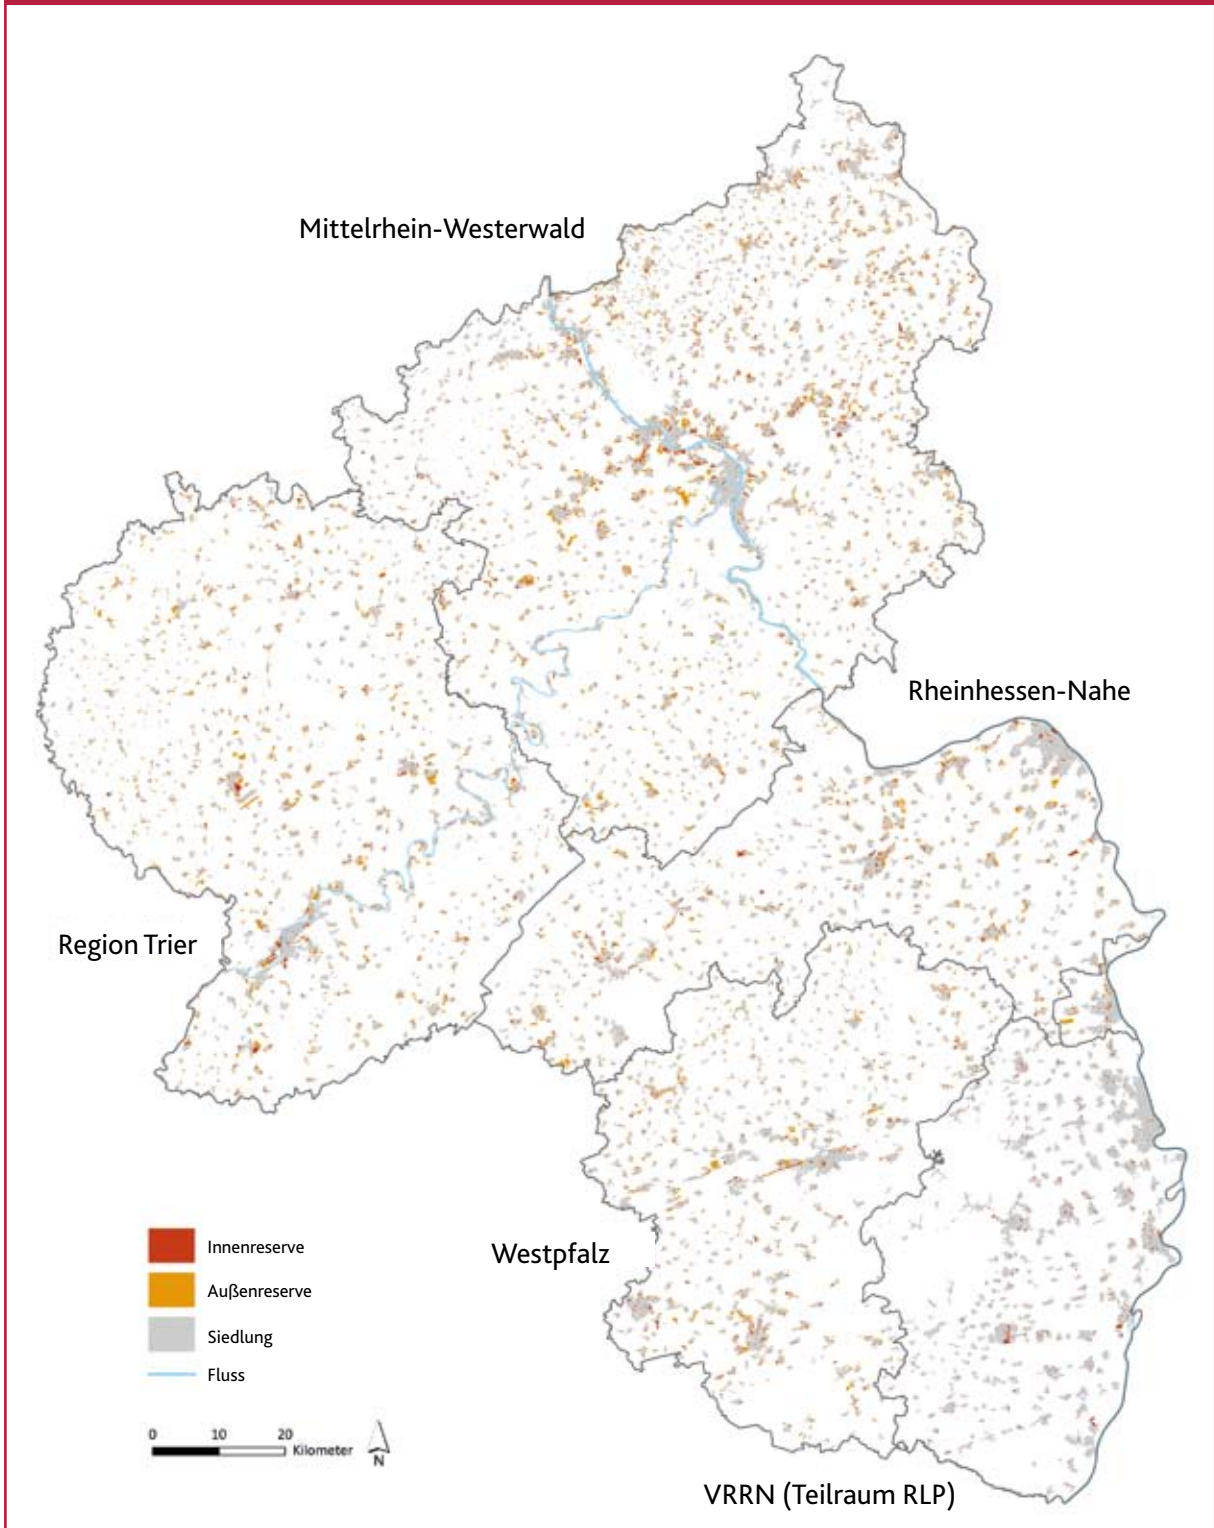 Mittelrhein-Westerwald
Rheinhessen-Nahe
Region Trier
Westpfalz
Innenreserve
Außenreserve
Siedlung
Fluss
0 10 20
Kilometer
N
VRRN (Teilraum RLP)